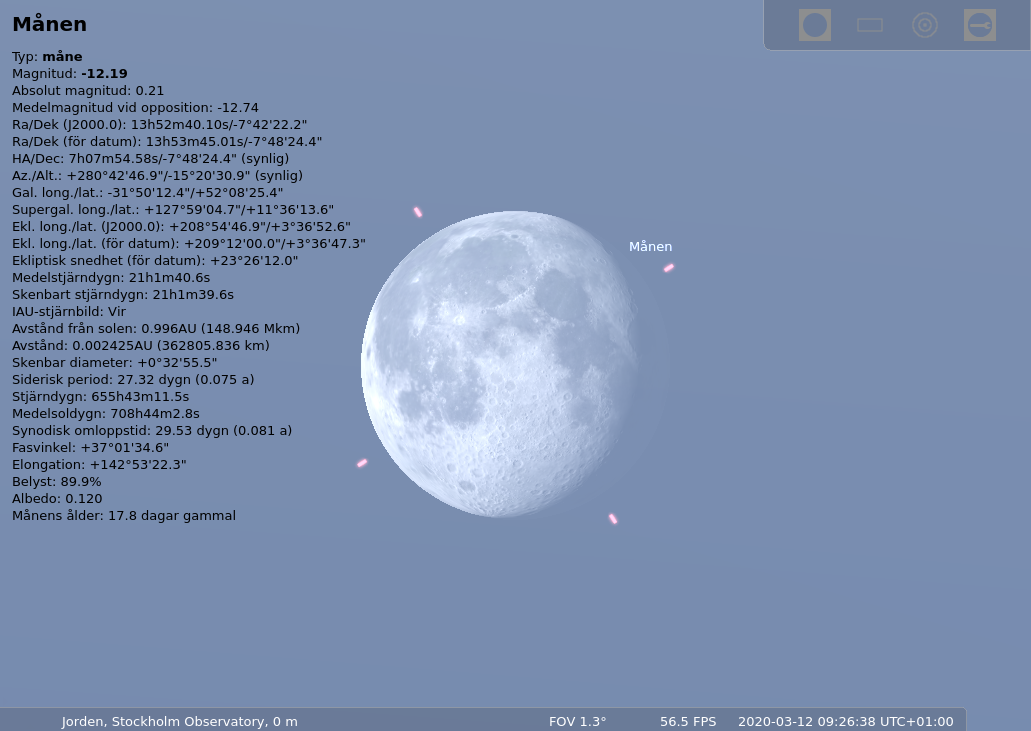 Månen
Typ: måne
Magnitud: -12.19
Absolut magnitud: 0.21
Medelmagnitud vid opposition: -12.74
Ra/Dek (J2000.0): 13h52m40.10s/-7°42'22.2"
Ra/Dek (för datum): 13h53m45.01s/-7°48'24.4"
HA/Dec: 7h07m54.58s/-7°48'24.4" (synlig)
Az./Alt.: +280°42'46.9"/-15°20'30.9" (synlig)
Gal. long./lat.: -31°50'12.4"/+52°08'25.4"
Supergal. long./lat.: +127°59'04.7"/+11°36'13.6"
Ekl. long./lat. (J2000.0): +208°54'46.9"/+3°36'52.6"
Ekl. long./lat. (för datum): +209°12'00.0"/+3°36'47.3"
Ekliptisk snedhet (för datum): +23°26'12.0"
Medelstjärndygn: 21h1m40.6s
Skenbart stjärndygn: 21h1m39.6s
IAU-stjärnbild: Vir
Avstånd från solen: 0.996AU (148.946 Mkm)
Avstånd: 0.002425AU (362805.836 km)
Skenbar diameter: +0°32'55.5"
Siderisk period: 27.32 dygn (0.075 a)
Stjärndygn: 655h43m11.5s
Medelsoldygn: 708h44m2.8s
Synodisk omloppstid: 29.53 dygn (0.081 a)
Fasvinkel: +37°01'34.6"
Elongation: +142°53'22.3"
Belyst: 89.9%
Albedo: 0.120
Månens ålder: 17.8 dagar gammal
Månen
Jorden, Stockholm Observatory, 0 m FOV 1.3° 56.5 FPS 2020-03-12 09:26:38 UTC+01:00